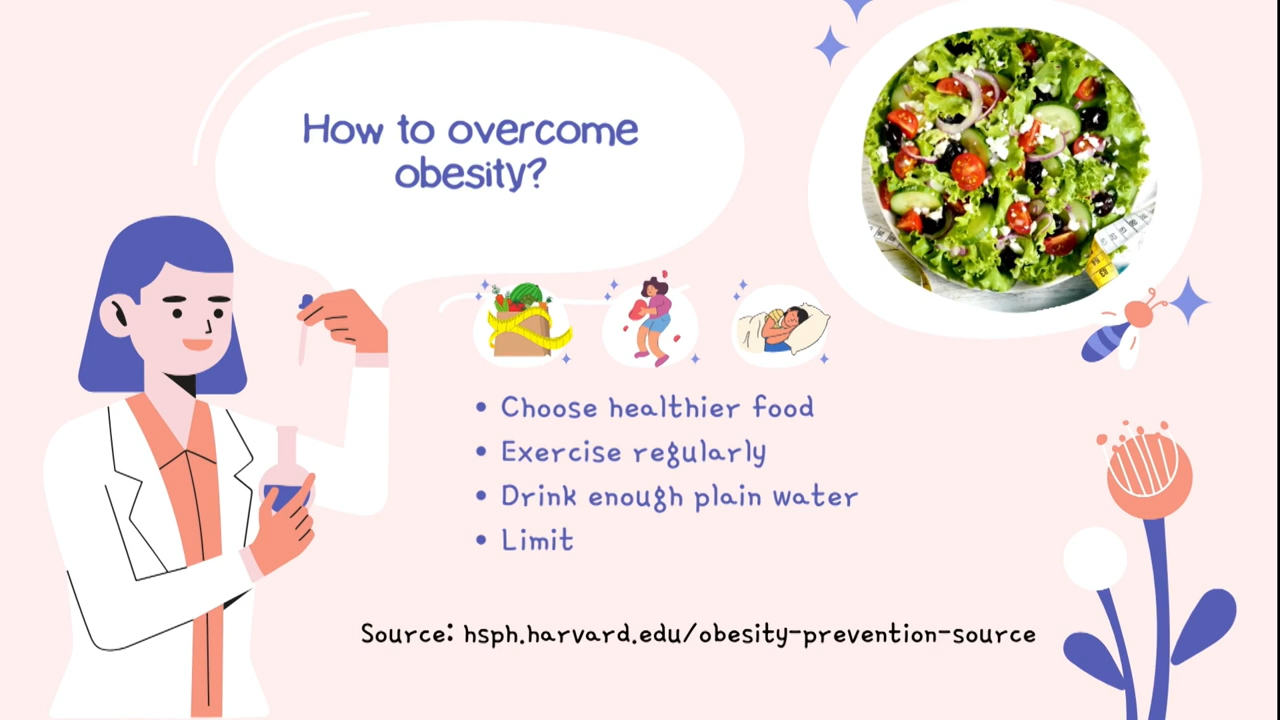 How to overcome
obesity?
• Choose healthier food
• Exercise regularly
• Drink enough plain water
• Limit
Source: hsph.harvard.edu/obesity-prevention-source